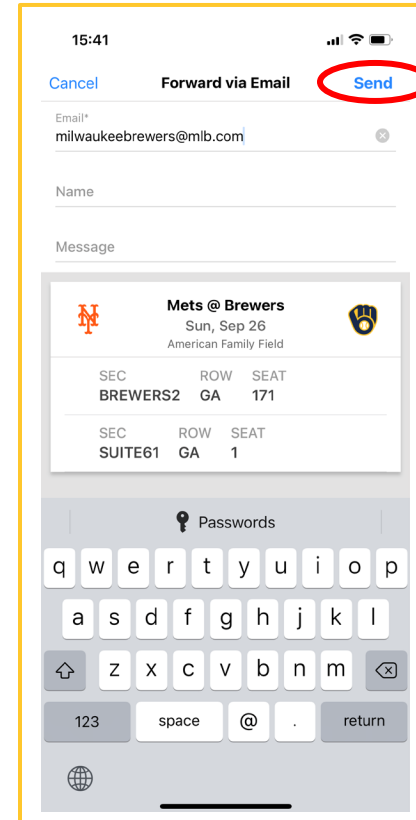 15:41
Cancel Forward via Email Send
Email*
milwaukeebrewers@mlb.com
Name
Message
Mets @ Brewers
Sun, Sep 26
American Family Field
SEC ROW SEAT
BREWERS2 GA 171
SEC ROW SEAT
SUITE61 GA 1
Passwords
q w e r t y u i o p
a s d f g h j k l
z x c v b n m
123 space @ . return